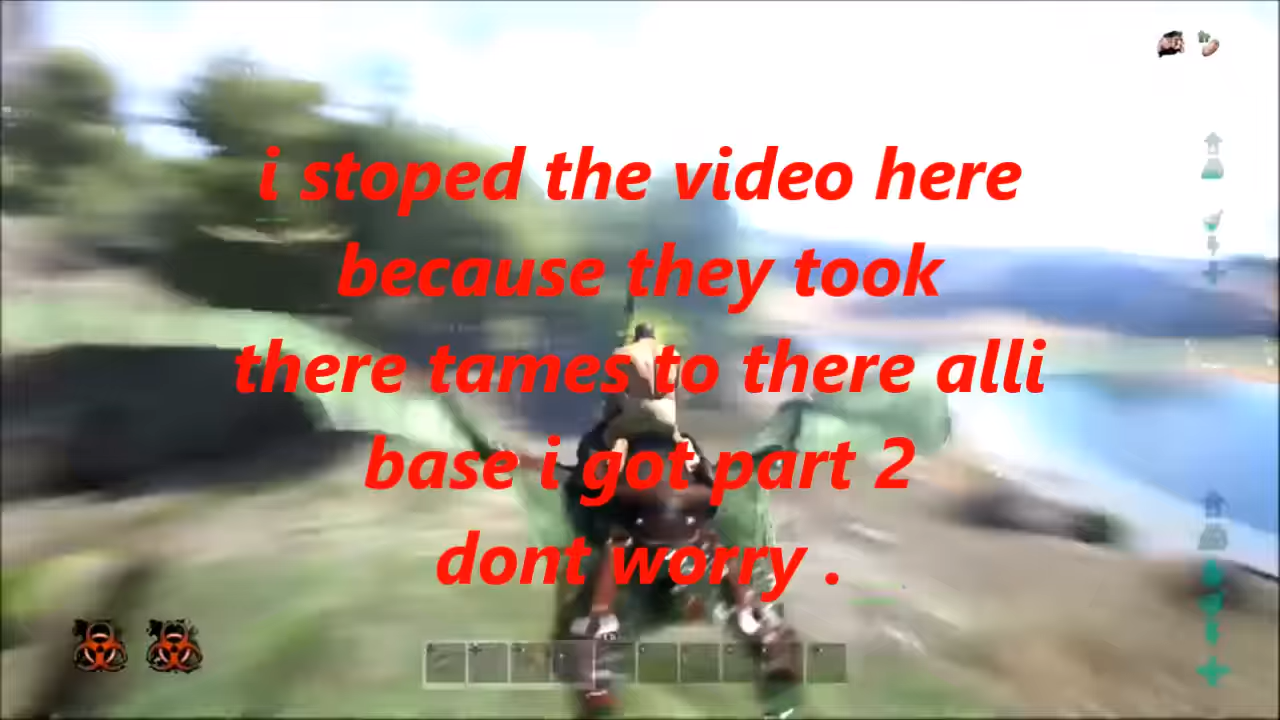 i stoped the video here
because they took
there tames to there alli
base i got part 2
dont worry .